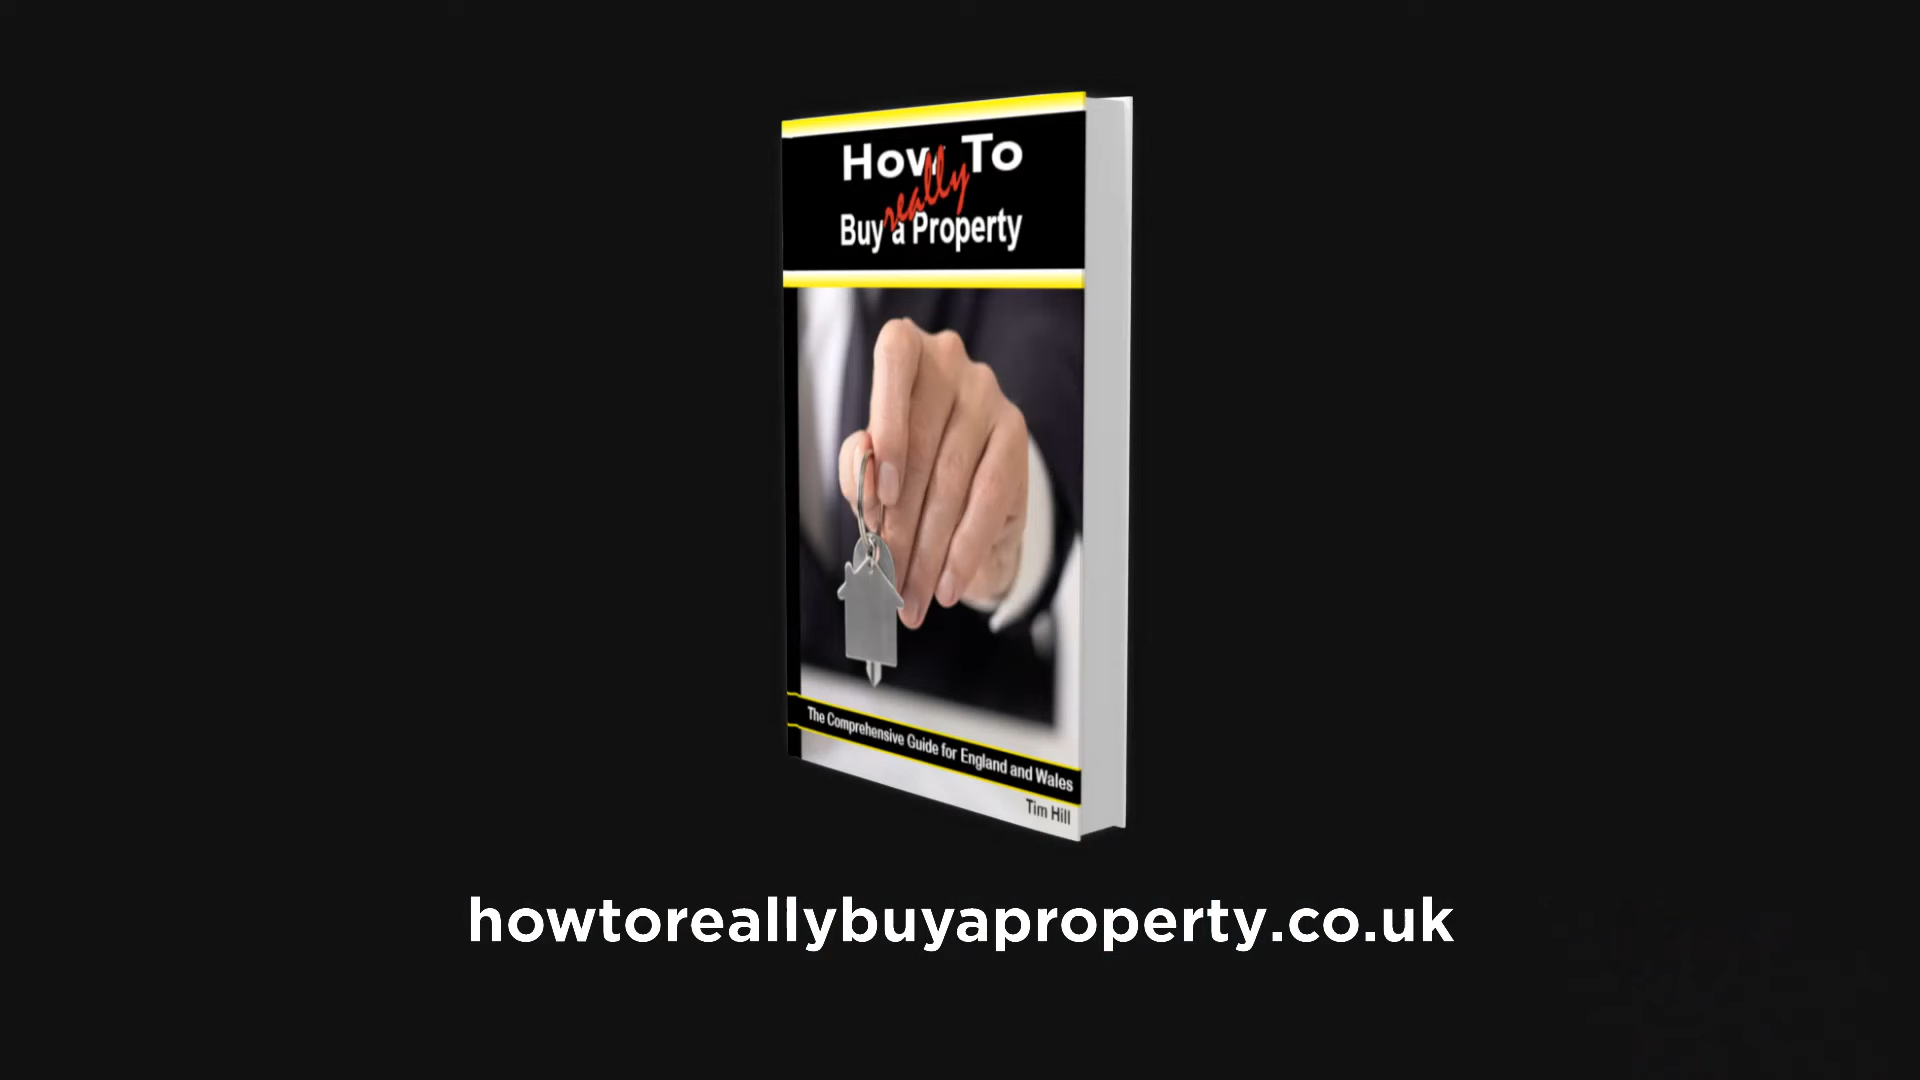 How To
really
Buy a Property
The Comprehensive Guide for England and Wales
Tim Hill
howtoreallybuyaproperty.co.uk